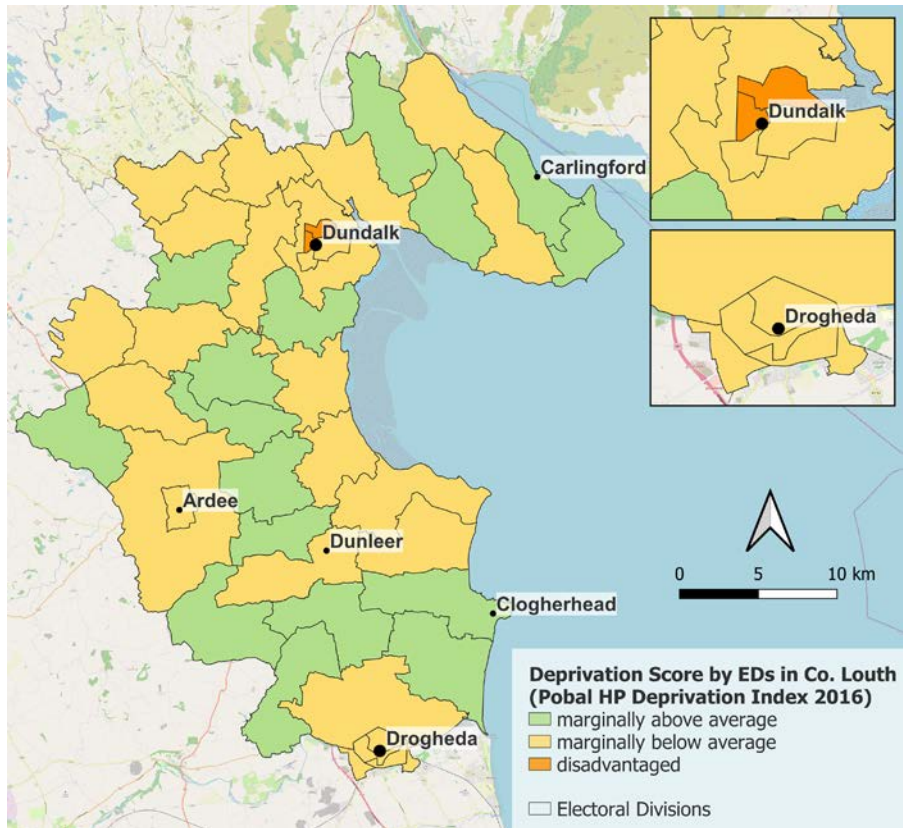 Dundalk
Carlingford
Dundalk
Drogheda
Ardee
Dunleer
0 5 10 km
Clogherhead
Deprivation Score by EDs in Co. Louth
(Pobal HP Deprivation Index 2016)
marginally above average
marginally below average
disadvantaged
Drogheda
Electoral Divisions